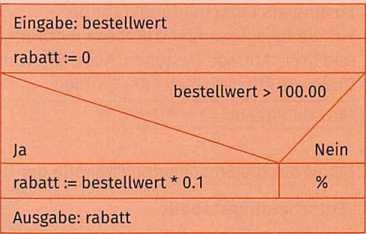 Eingabe: bestellwert
rabatt := 0
bestellwert > 100.00
Ja Nein
rabatt := bestellwert * 0.1 %
Ausgabe: rabatt